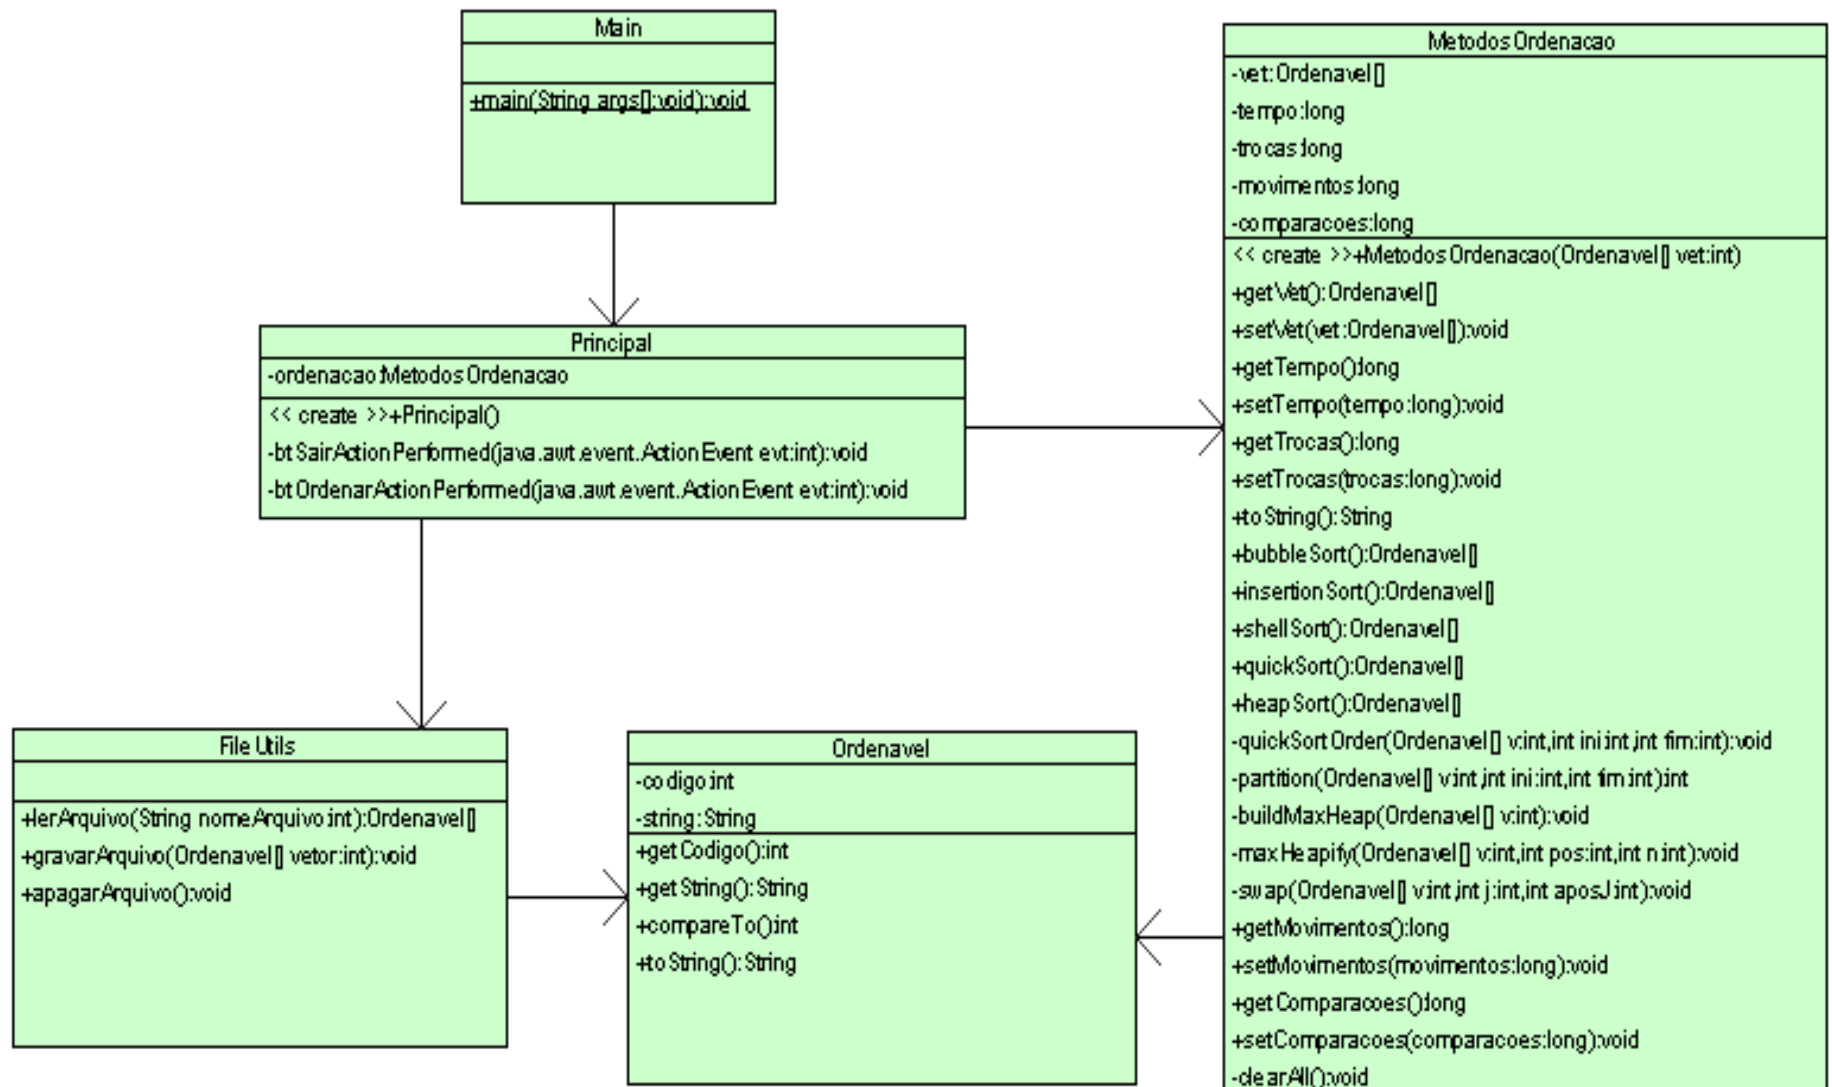 Main
+main(String args[]:void):void
Principal
-ordenacao:MetodosOrdenacao
<< create >>+Principal()
-btSairActionPerformed(java.awt.event.ActionEvent evt:int):void
-btOrdenarActionPerformed(java.awt.event.ActionEvent evt:int):void
File Utils
+lerArquivo(String nomeArquivo:int):Ordenavel[]
+gravarArquivo(Ordenavel[] vetor:int):void
+apagarArquivo():void
Ordenavel
-codigo:int
-string:String
+getCodigo():int
+getString():String
+compareTo():int
+toString():String
MetodosOrdenacao
-vet:Ordenavel[]
-tempo:long
-trocas:long
-movimentos:long
-comparacoes:long
<< create >>+MetodosOrdenacao(Ordenavel[] vet:int)
+getVet():Ordenavel[]
+setVet(vet:Ordenavel[]):void
+getTempo():long
+setTempo(tempo:long):void
+getTrocas():long
+setTrocas(trocas:long):void
+toString():String
+bubbleSort():Ordenavel[]
+insertionSort():Ordenavel[]
+shellSort():Ordenavel[]
+quickSort():Ordenavel[]
+heapSort():Ordenavel[]
-quickSortOrder(Ordenavel[] v:int,int ini:int,int fim:int):void
-partition(Ordenavel[] v:int,int ini:int,int fim:int):int
-buildMaxHeap(Ordenavel[] v:int):void
-maxHeapify(Ordenavel[] v:int,int pos:int,int n:int):void
-swap(Ordenavel[] v:int,int j:int,int aposJ:int):void
+getMovimentos():long
+setMovimentos(movimentos:long):void
+getComparacoes():long
+setComparacoes(comparacoes:long):void
-clearAll():void